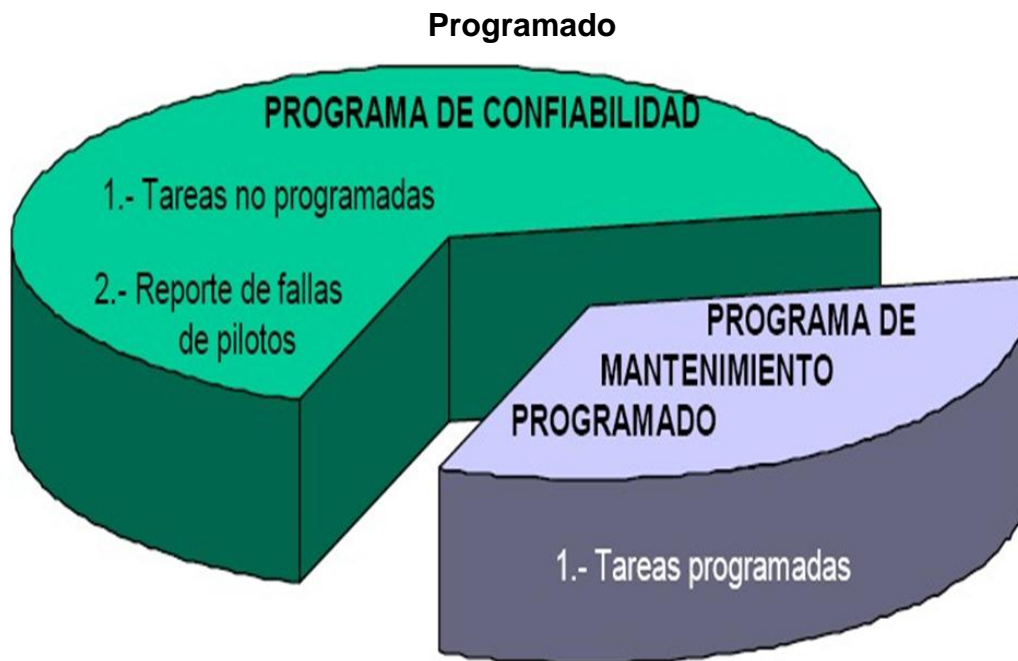 Programado
PROGRAMA DE CONFIABILIDAD
1.- Tareas no programadas
2.- Reporte de fallas
de pilotos
PROGRAMA DE
MANTENIMIENTO
PROGRAMADO
1.- Tareas programadas